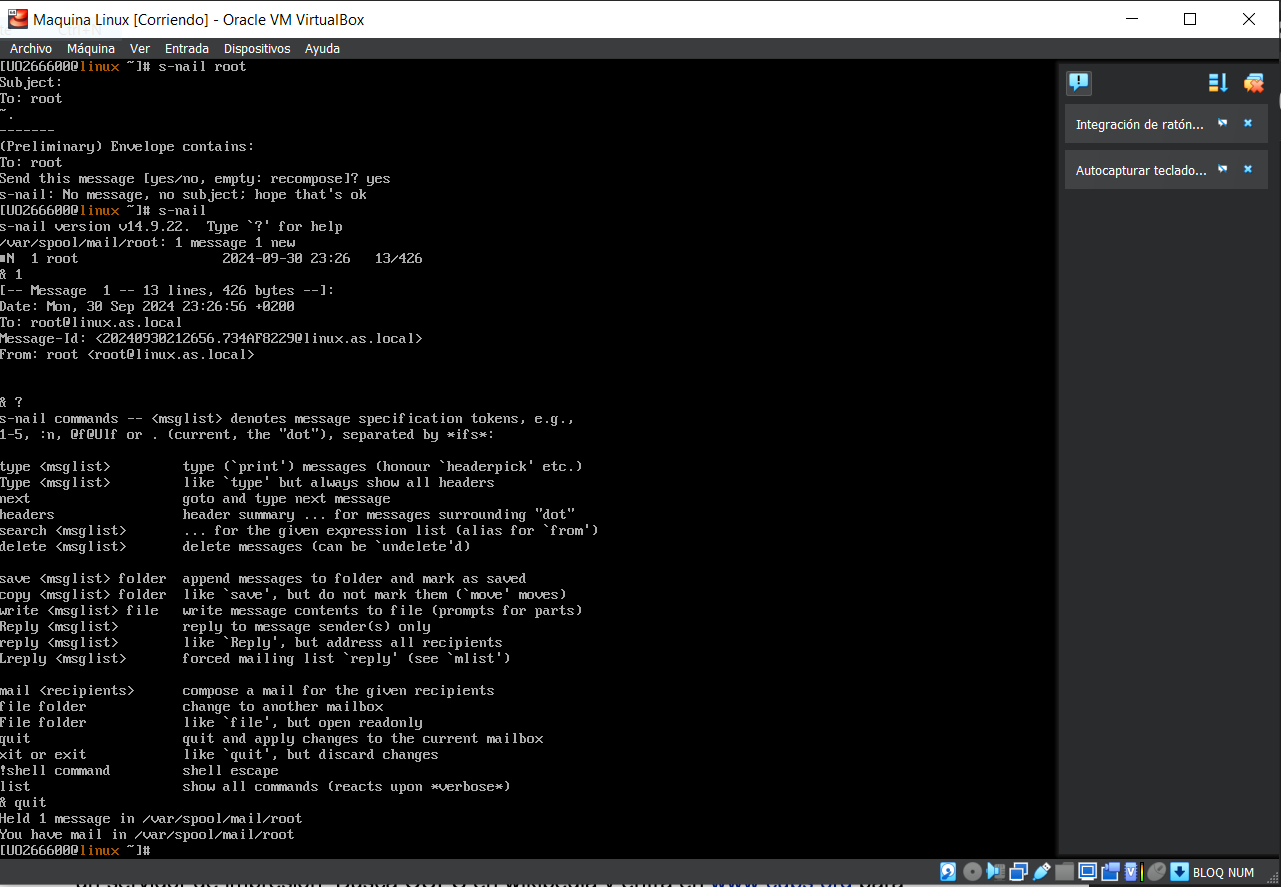 Maquina Linux [Corriendo] - Oracle VM VirtualBox
Archivo Máquina Ver Entrada Dispositivos Ayuda
[UO266600@linux ~]# s-nail root
Subject:
To: root
~.
-------
(Preliminary) Envelope contains:
To: root
Send this message [yes/no, empty: recompose]? yes
s-nail: No message, no subject; hope that's ok
[UO266600@linux ~]# s-nail
s-nail version v14.9.22.  Type `?' for help
/var/spool/mail/root: 1 message 1 new
■N  1 root                  2024-09-30 23:26   13/426
& 1
[-- Message  1 -- 13 lines, 426 bytes --]:
Date: Mon, 30 Sep 2024 23:26:56 +0200
To: root@linux.as.local
Message-Id: <20240930212656.734AF8229@linux.as.local>
From: root <root@linux.as.local>
& ?
s-nail commands -- <msglist> denotes message specification tokens, e.g.,
1-5, :n, @f@Ulf or . (current, the "dot"), separated by *ifs*:
type <msglist>         type (`print') messages (honour `headerpick' etc.)
Type <msglist>         like `type' but always show all headers
next                   goto and type next message
headers                header summary ... for messages surrounding "dot"
search <msglist>       ... for the given expression list (alias for `from')
delete <msglist>       delete messages (can be `undelete'd)
save <msglist> folder  append messages to folder and mark as saved
copy <msglist> folder  like `save', but do not mark them (`move' moves)
write <msglist> file   write message contents to file (prompts for parts)
Reply <msglist>        reply to message sender(s) only
reply <msglist>        like `Reply', but address all recipients
Lreply <msglist>       forced mailing list `reply' (see `mlist')
mail <recipients>      compose a mail for the given recipients
file folder            change to another mailbox
File folder            like `file', but open readonly
quit                   quit and apply changes to the current mailbox
xit or exit            like `quit', but discard changes
!shell command         shell escape
list                   show all commands (reacts upon *verbose*)
& quit
Held 1 message in /var/spool/mail/root
You have mail in /var/spool/mail/root
[UO266600@linux ~]#
Integración de ratón...
Autocapturar teclado...
BLOQ NUM